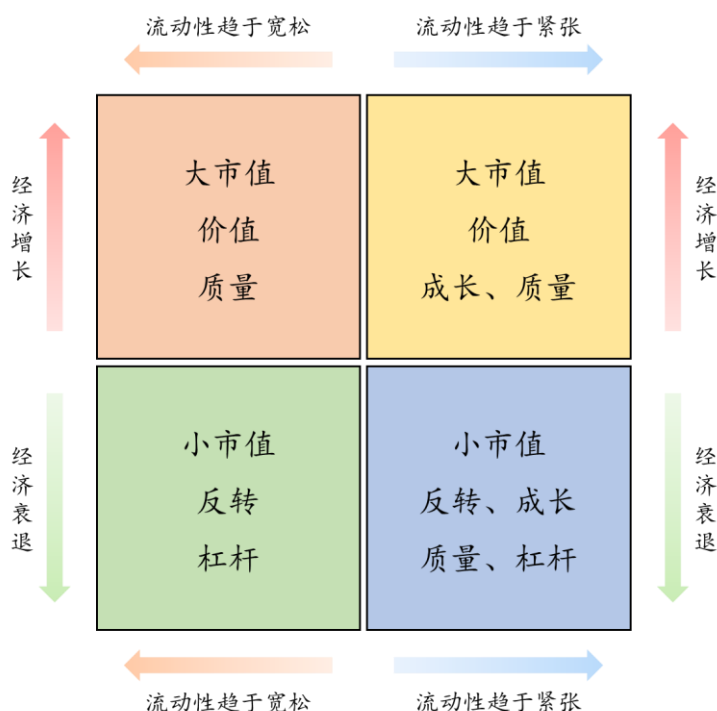 流动性趋于宽松
流动性趋于紧张
经济增长
大市值
价值
质量
大市值
价值
成长、质量
经济增长
经济衰退
小市值
反转
杠杆
小市值
反转、成长
质量、杠杆
经济衰退
流动性趋于宽松
流动性趋于紧张